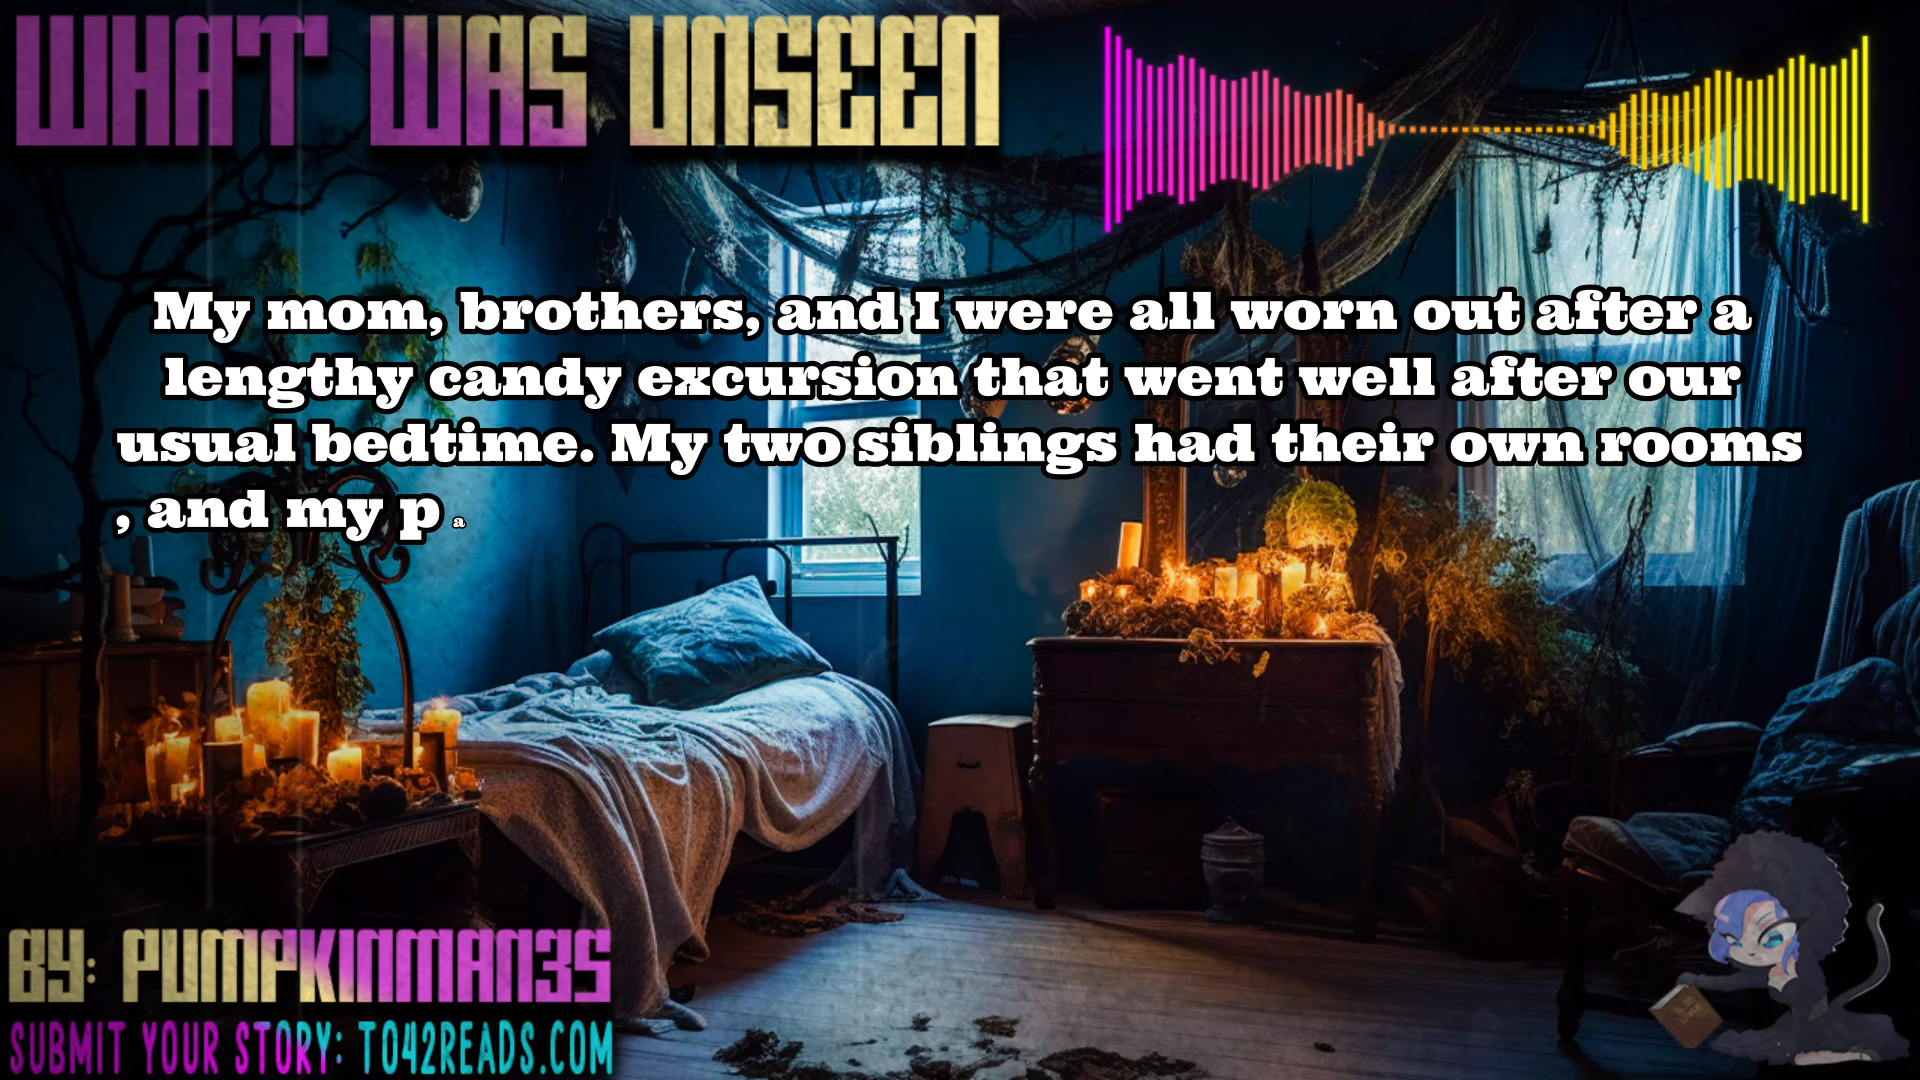 WHAT WAS UNSEEN
My mom, brothers, and I were all worn out after a
lengthy candy excursion that went well after our
usual bedtime. My two siblings had their own rooms
, and my p a
BY: PUMPKINMAN35
SUBMIT YOUR STORY: TO42READS.COM